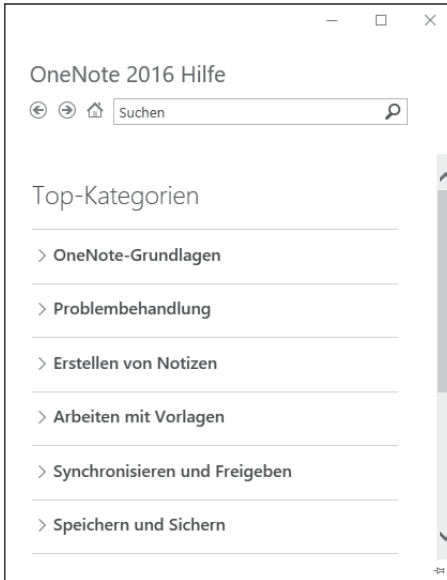 OneNote 2016 Hilfe
Suchen
Top-Kategorien
OneNote-Grundlagen
Problembehandlung
Erstellen von Notizen
Arbeiten mit Vorlagen
Synchronisieren und Freigeben
Speichern und Sichern